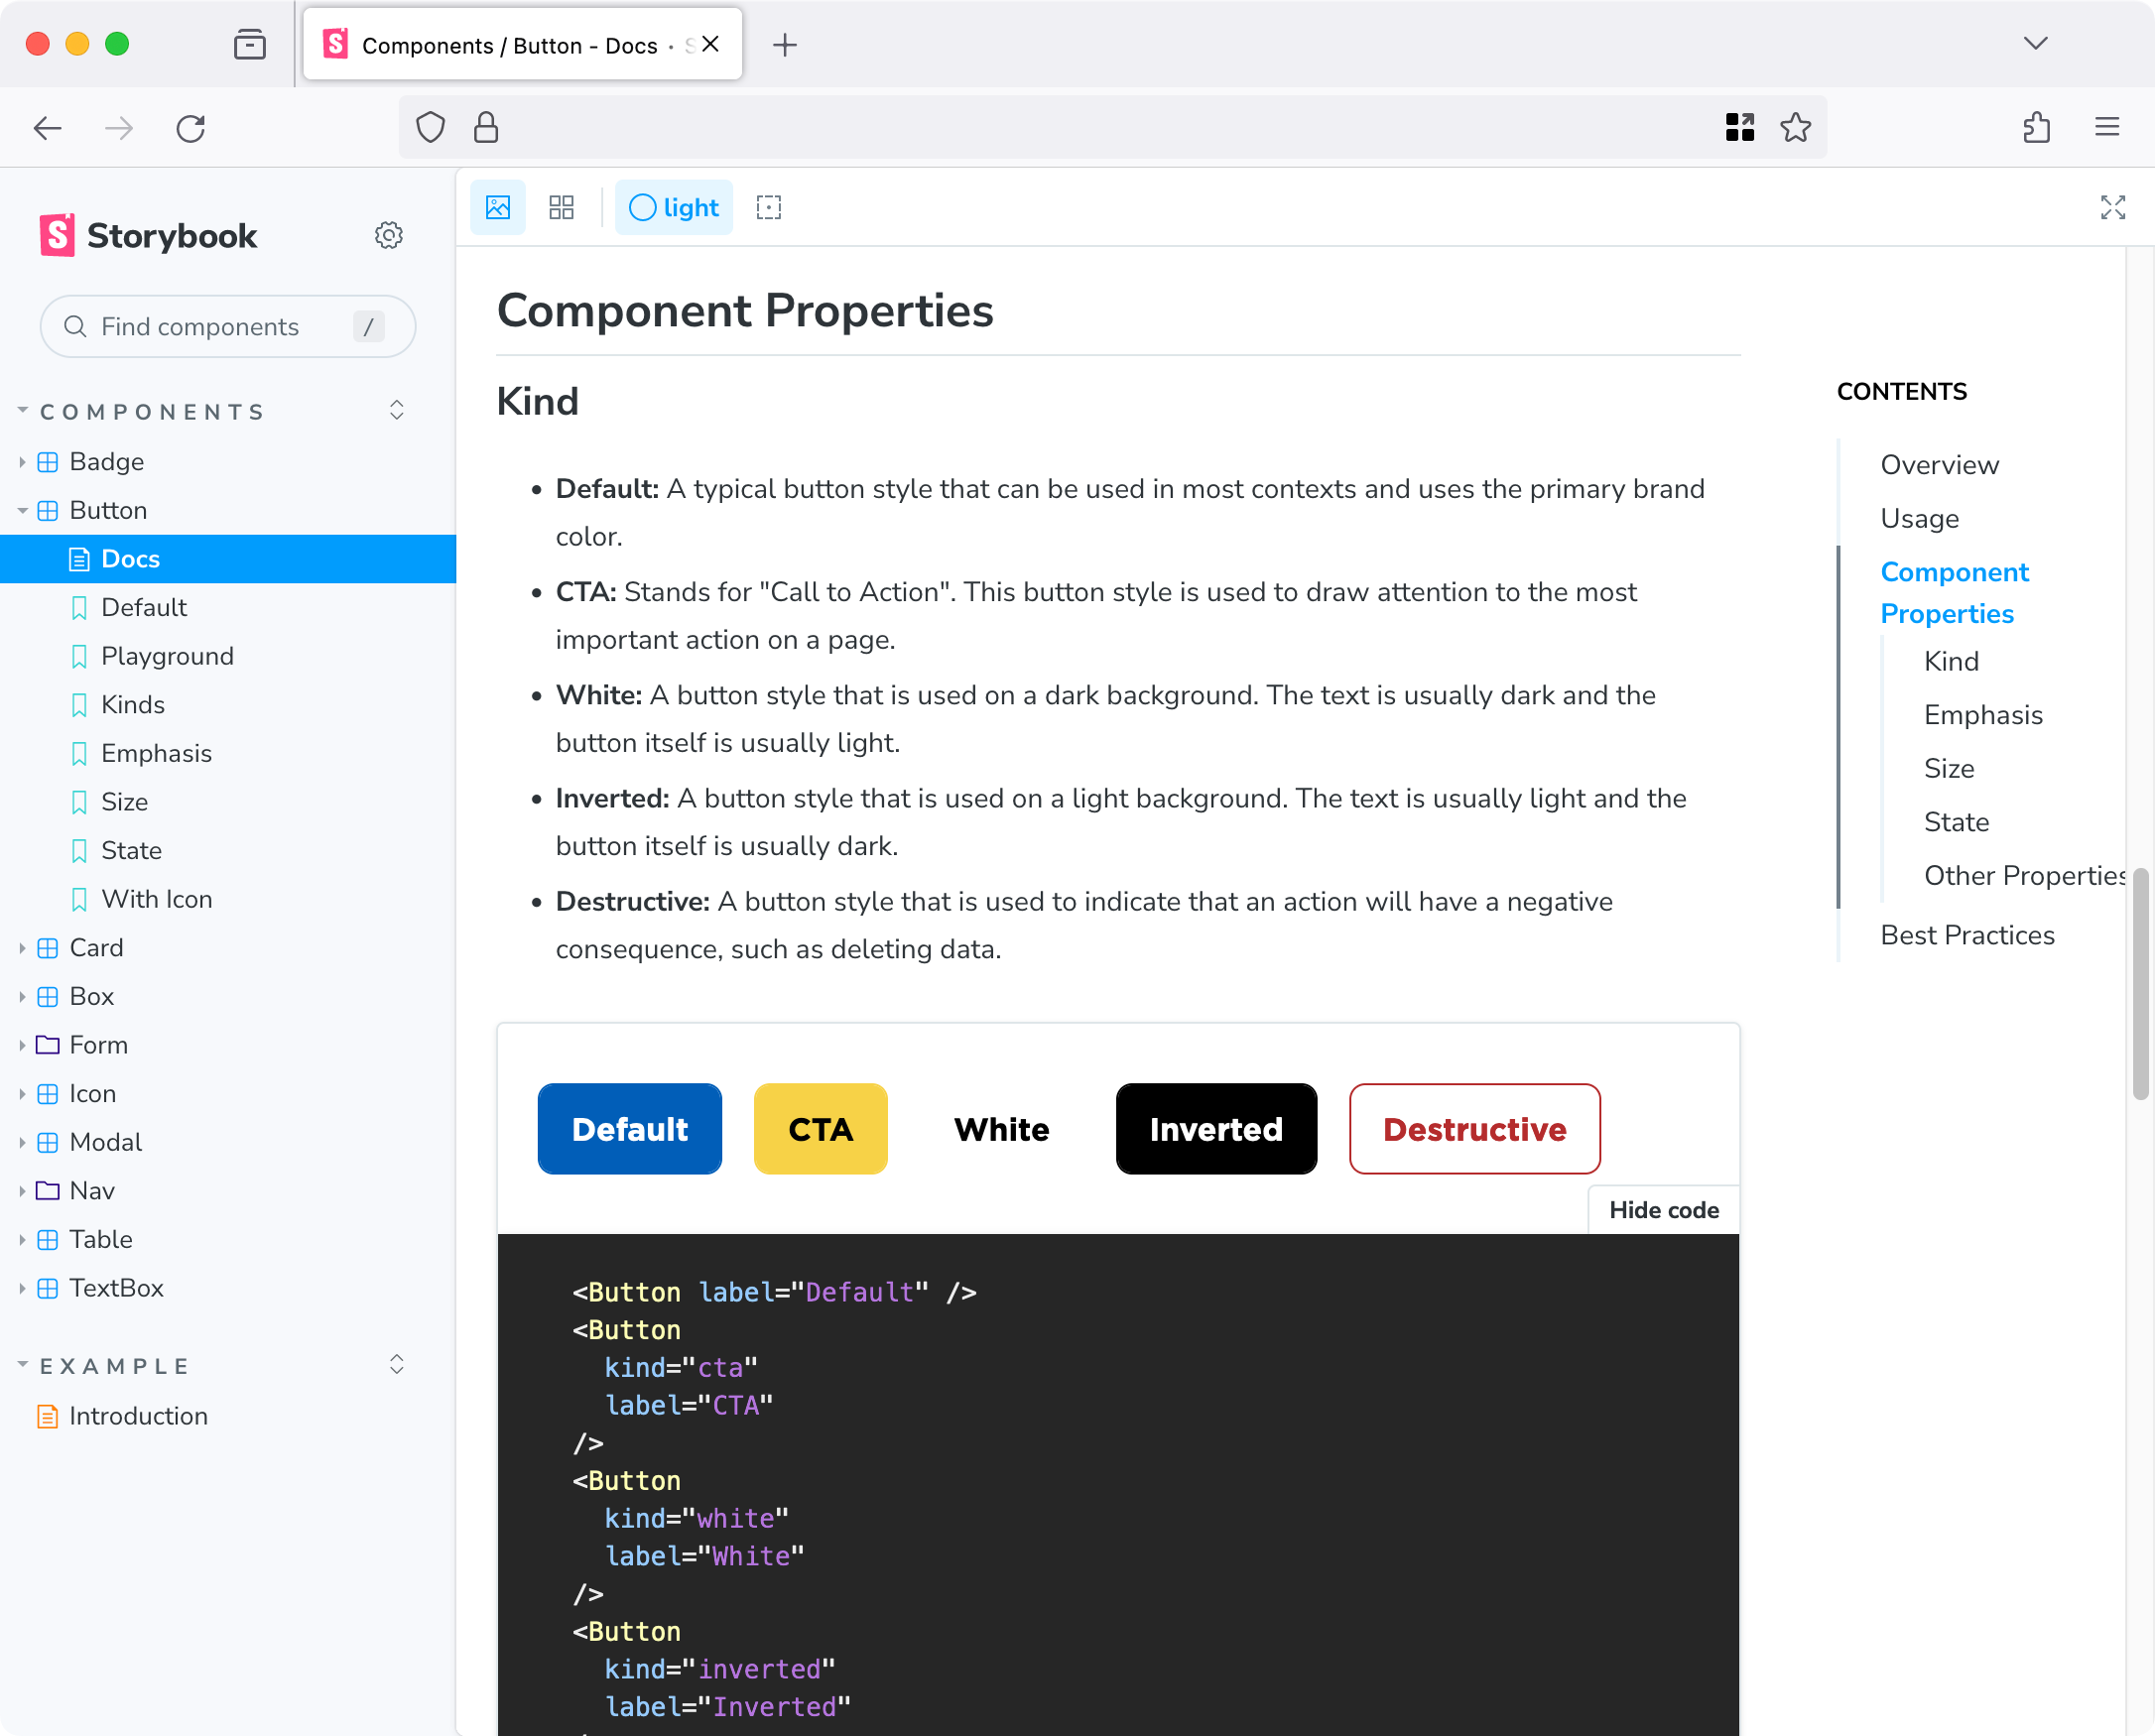 Components / Button - Docs ·
Storybook
Find components /
COMPONENTS
Badge
Button
Docs
Default
Playground
Kinds
Emphasis
Size
State
With Icon
Card
Box
Form
Icon
Modal
Nav
Table
TextBox
EXAMPLE
Introduction
light
Component Properties
Kind
• Default: A typical button style that can be used in most contexts and uses the primary brand
color.
• CTA: Stands for "Call to Action". This button style is used to draw attention to the most
important action on a page.
• White: A button style that is used on a dark background. The text is usually dark and the
button itself is usually light.
• Inverted: A button style that is used on a light background. The text is usually light and the
button itself is usually dark.
• Destructive: A button style that is used to indicate that an action will have a negative
consequence, such as deleting data.
Default CTA White Inverted Destructive
Hide code
<Button label="Default" />
<Button
kind="cta"
label="CTA"
/>
<Button
kind="white"
label="White"
/>
<Button
kind="inverted"
label="Inverted"
CONTENTS
Overview
Usage
Component
Properties
Kind
Emphasis
Size
State
Other Properties
Best Practices